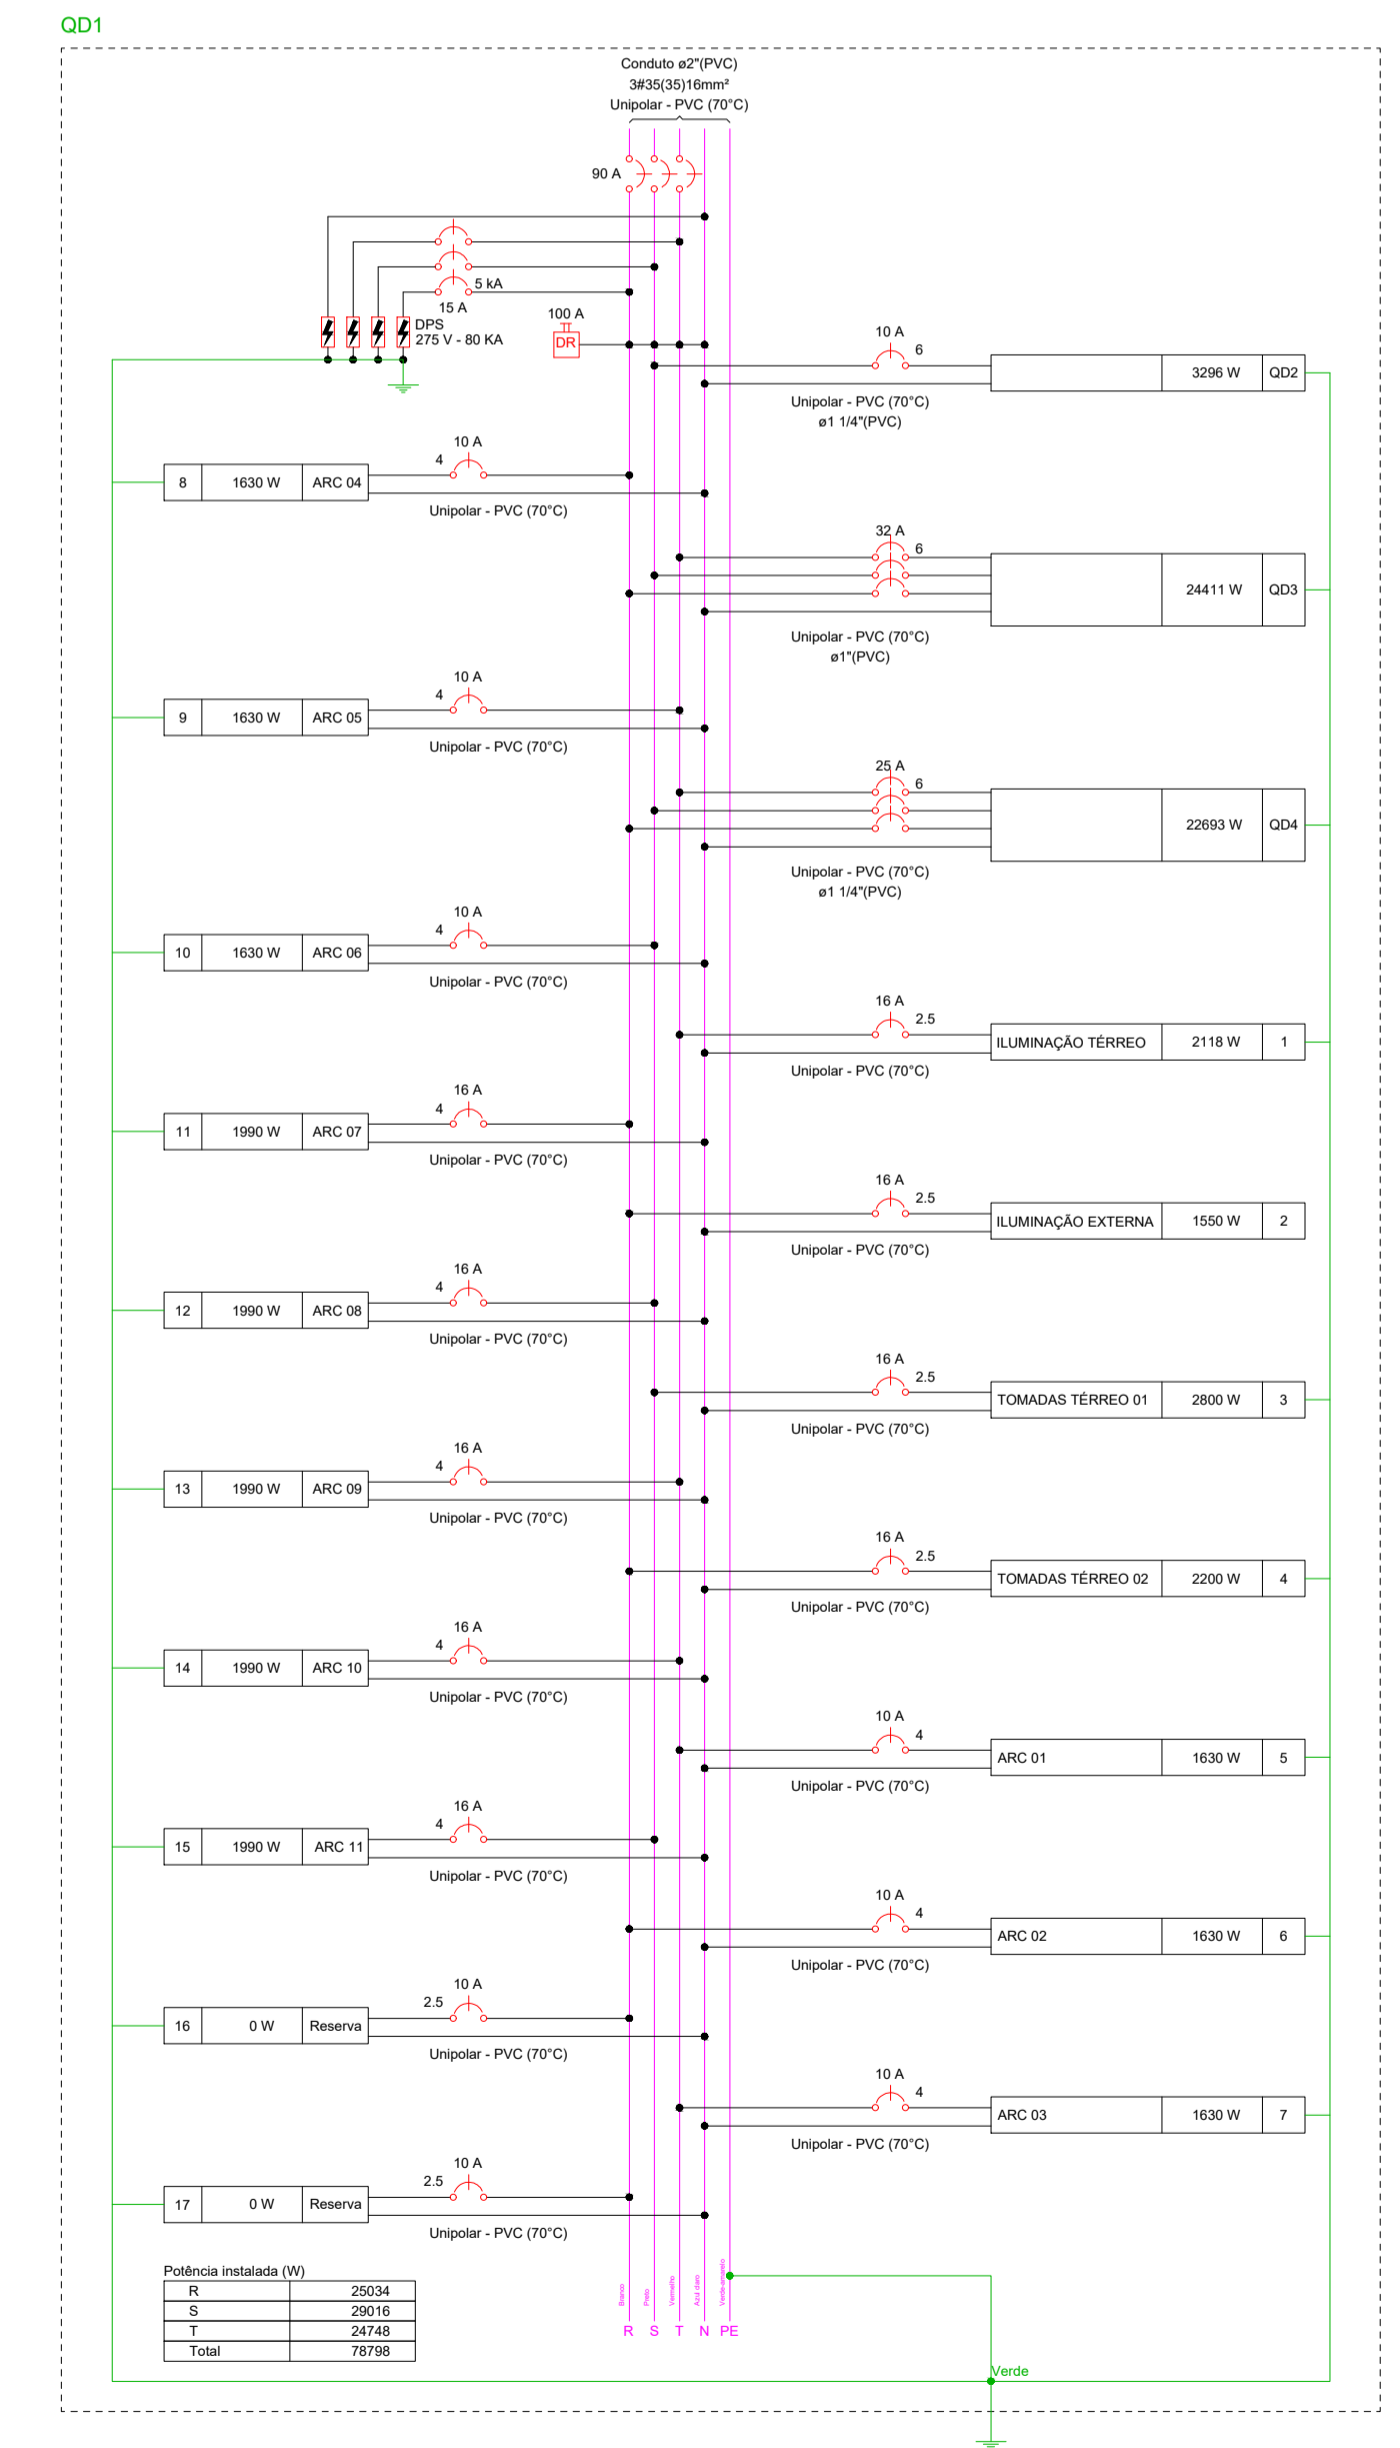 QD1
Conduto ø2"(PVC)
3#35(35)16mm²
Unipolar - PVC (70°C)
90 A
5 kA
15 A
DPS
275 V - 80 KA
100 A
DR
10 A
6
3296 W QD2
Unipolar - PVC (70°C)
ø1 1/4"(PVC)
10 A
4
8 1630 W ARC 04
Unipolar - PVC (70°C)
32 A
6
24411 W QD3
Unipolar - PVC (70°C)
ø1"(PVC)
10 A
4
9 1630 W ARC 05
Unipolar - PVC (70°C)
25 A
6
22693 W QD4
Unipolar - PVC (70°C)
ø1 1/4"(PVC)
10 A
4
10 1630 W ARC 06
Unipolar - PVC (70°C)
16 A
2.5
ILUMINAÇÃO TÉRREO 2118 W 1
Unipolar - PVC (70°C)
16 A
4
11 1990 W ARC 07
Unipolar - PVC (70°C)
16 A
2.5
ILUMINAÇÃO EXTERNA 1550 W 2
Unipolar - PVC (70°C)
16 A
4
12 1990 W ARC 08
Unipolar - PVC (70°C)
16 A
2.5
TOMADAS TÉRREO 01 2800 W 3
Unipolar - PVC (70°C)
16 A
4
13 1990 W ARC 09
Unipolar - PVC (70°C)
16 A
2.5
TOMADAS TÉRREO 02 2200 W 4
Unipolar - PVC (70°C)
16 A
4
14 1990 W ARC 10
Unipolar - PVC (70°C)
10 A
4
ARC 01 1630 W 5
Unipolar - PVC (70°C)
16 A
4
15 1990 W ARC 11
Unipolar - PVC (70°C)
10 A
4
ARC 02 1630 W 6
Unipolar - PVC (70°C)
10 A
2.5
16 0 W Reserva
Unipolar - PVC (70°C)
10 A
4
ARC 03 1630 W 7
Unipolar - PVC (70°C)
10 A
2.5
17 0 W Reserva
Unipolar - PVC (70°C)
Potência instalada (W)
R 25034
S 29016
T 24748
Total 78798
Branco
Preto
Vermelho
Azul claro
Verde-amarelo
R S T N PE
Verde